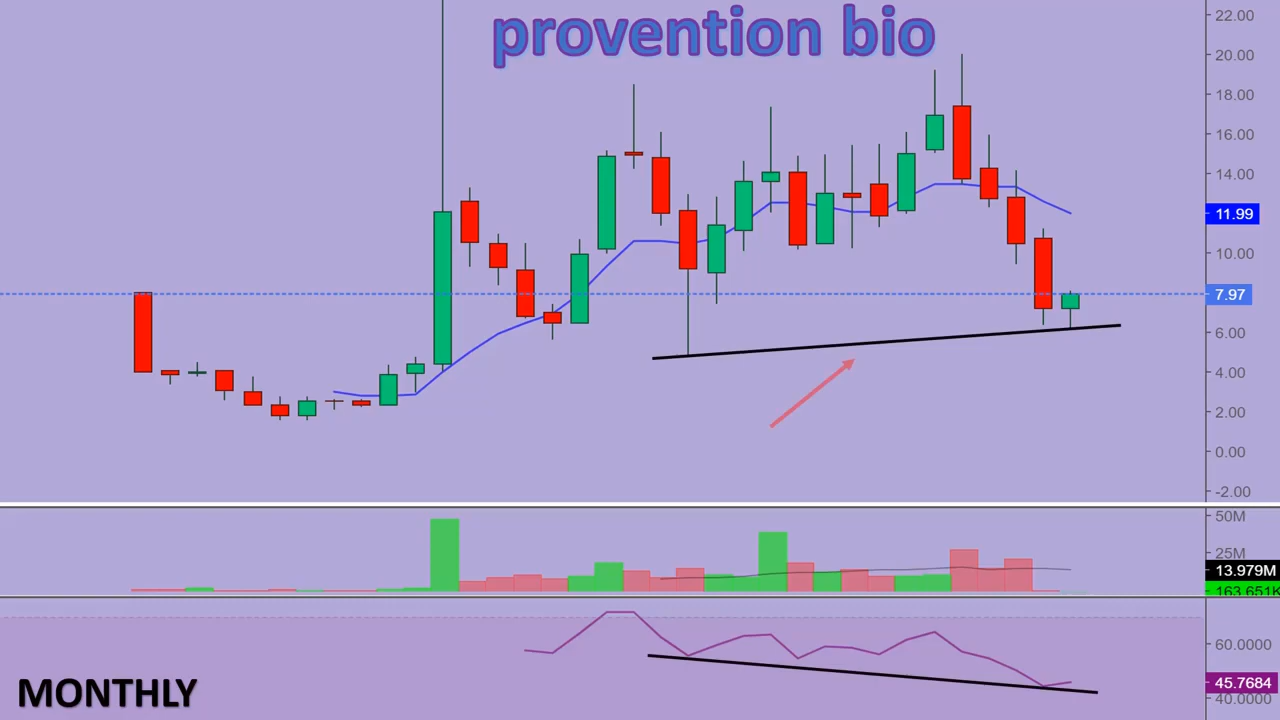 provention bio
22.00
20.00
18.00
16.00
14.00
11.99
10.00
7.97
6.00
4.00
2.00
0.00
-2.00
50M
25M
13.979M
163.651K
60.0000
45.7684
40.0000
MONTHLY